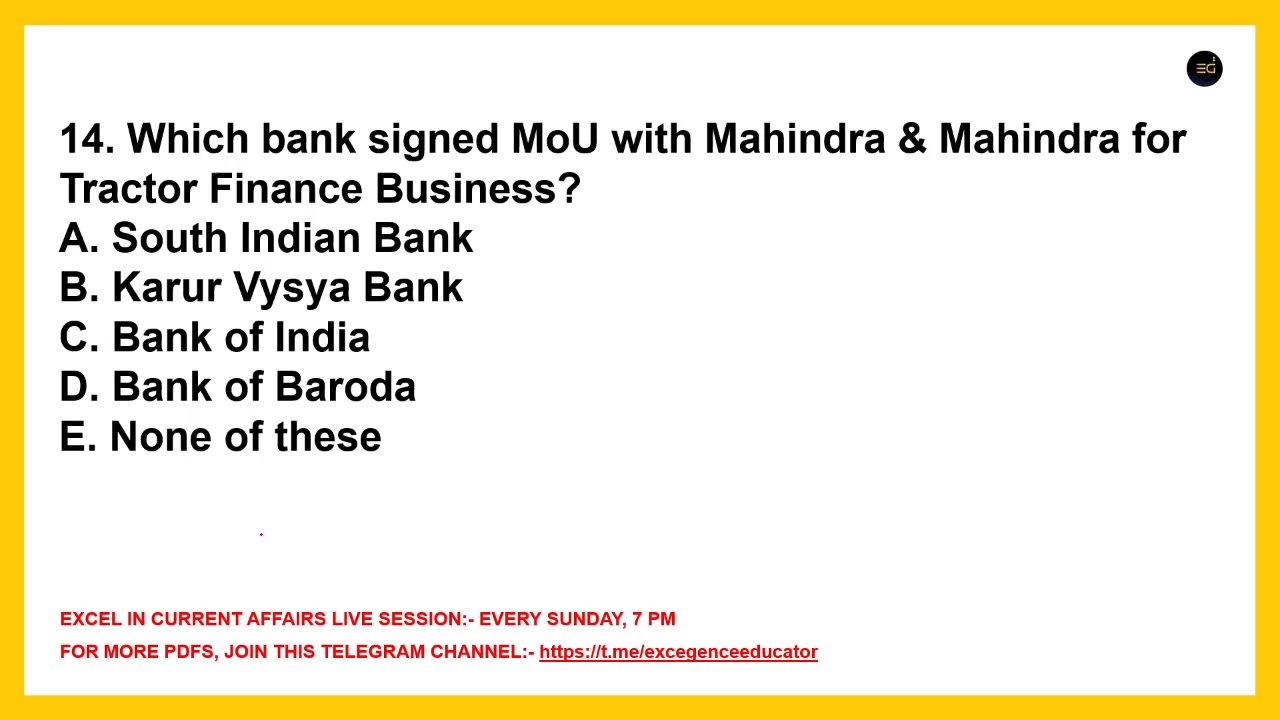 EG
14. Which bank signed MoU with Mahindra & Mahindra for
Tractor Finance Business?
A. South Indian Bank
B. Karur Vysya Bank
C. Bank of India
D. Bank of Baroda
E. None of these
EXCEL IN CURRENT AFFAIRS LIVE SESSION:- EVERY SUNDAY, 7 PM
FOR MORE PDFS, JOIN THIS TELEGRAM CHANNEL:- https://t.me/excegenceeducator